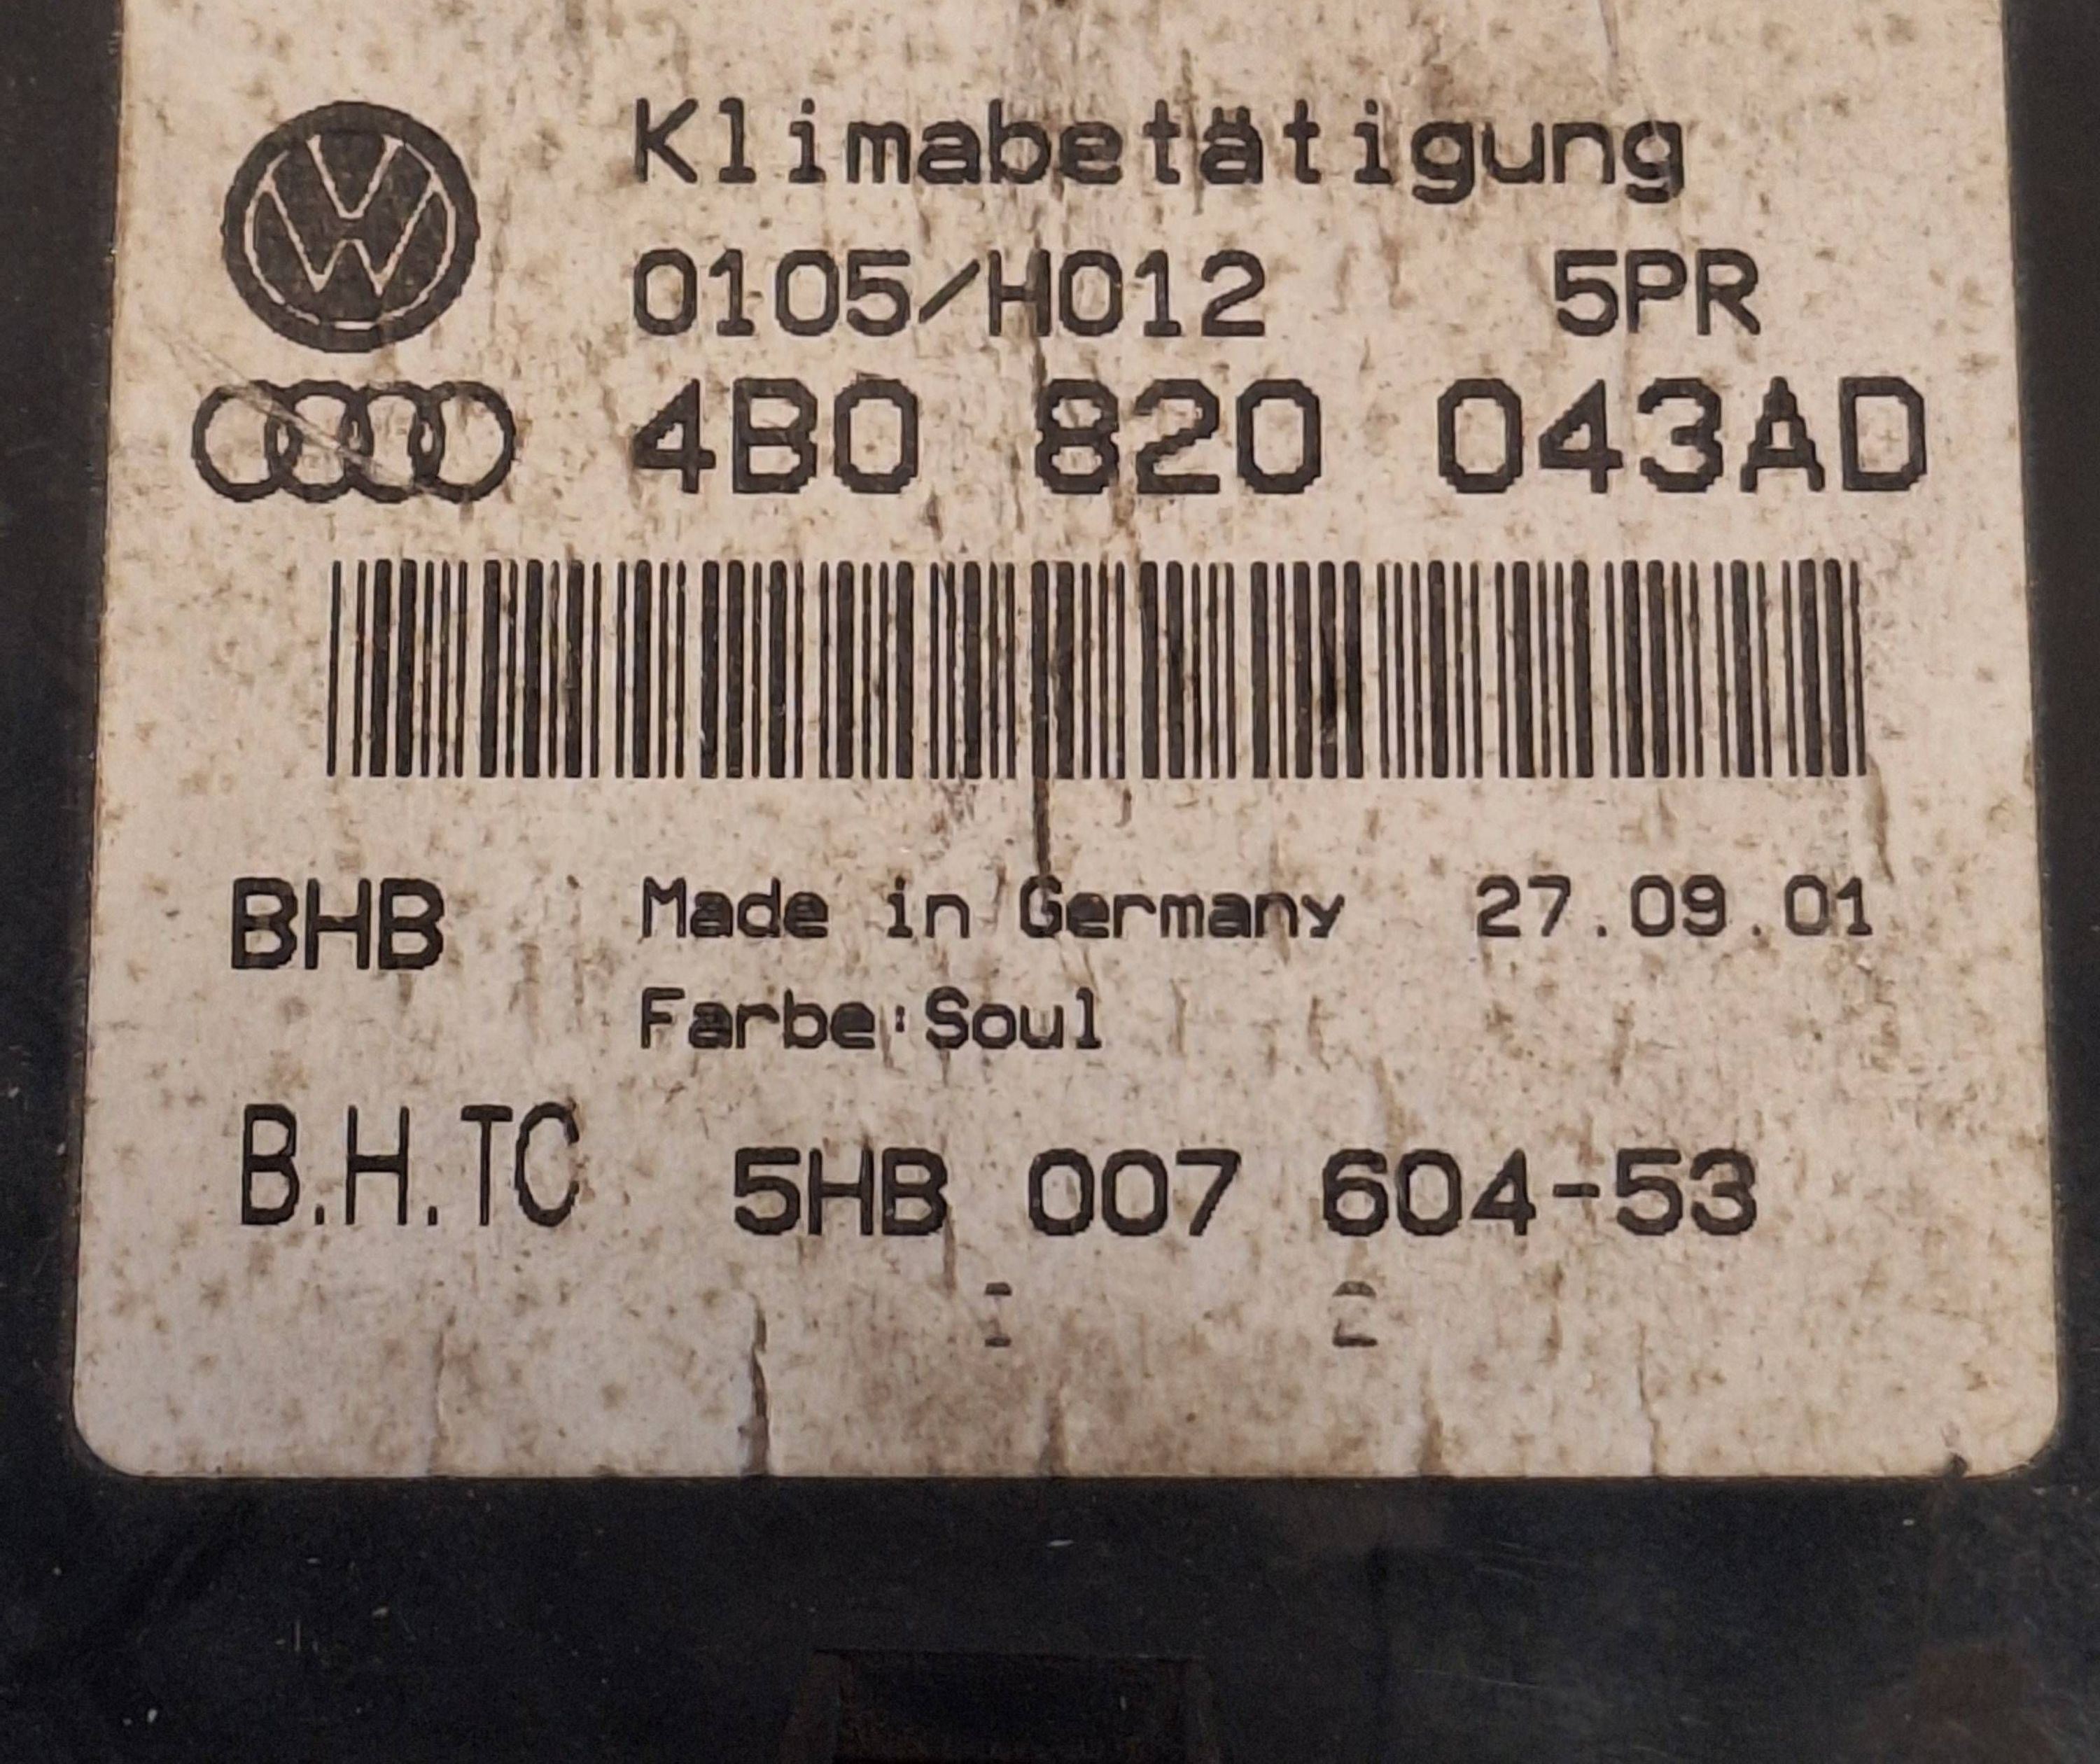 Klimabetätigung
0105/H012 5PR
4B0 820 043AD
BHB Made in Germany 27.09.01
Farbe:Soul
B.H.TC 5HB 007 604-53